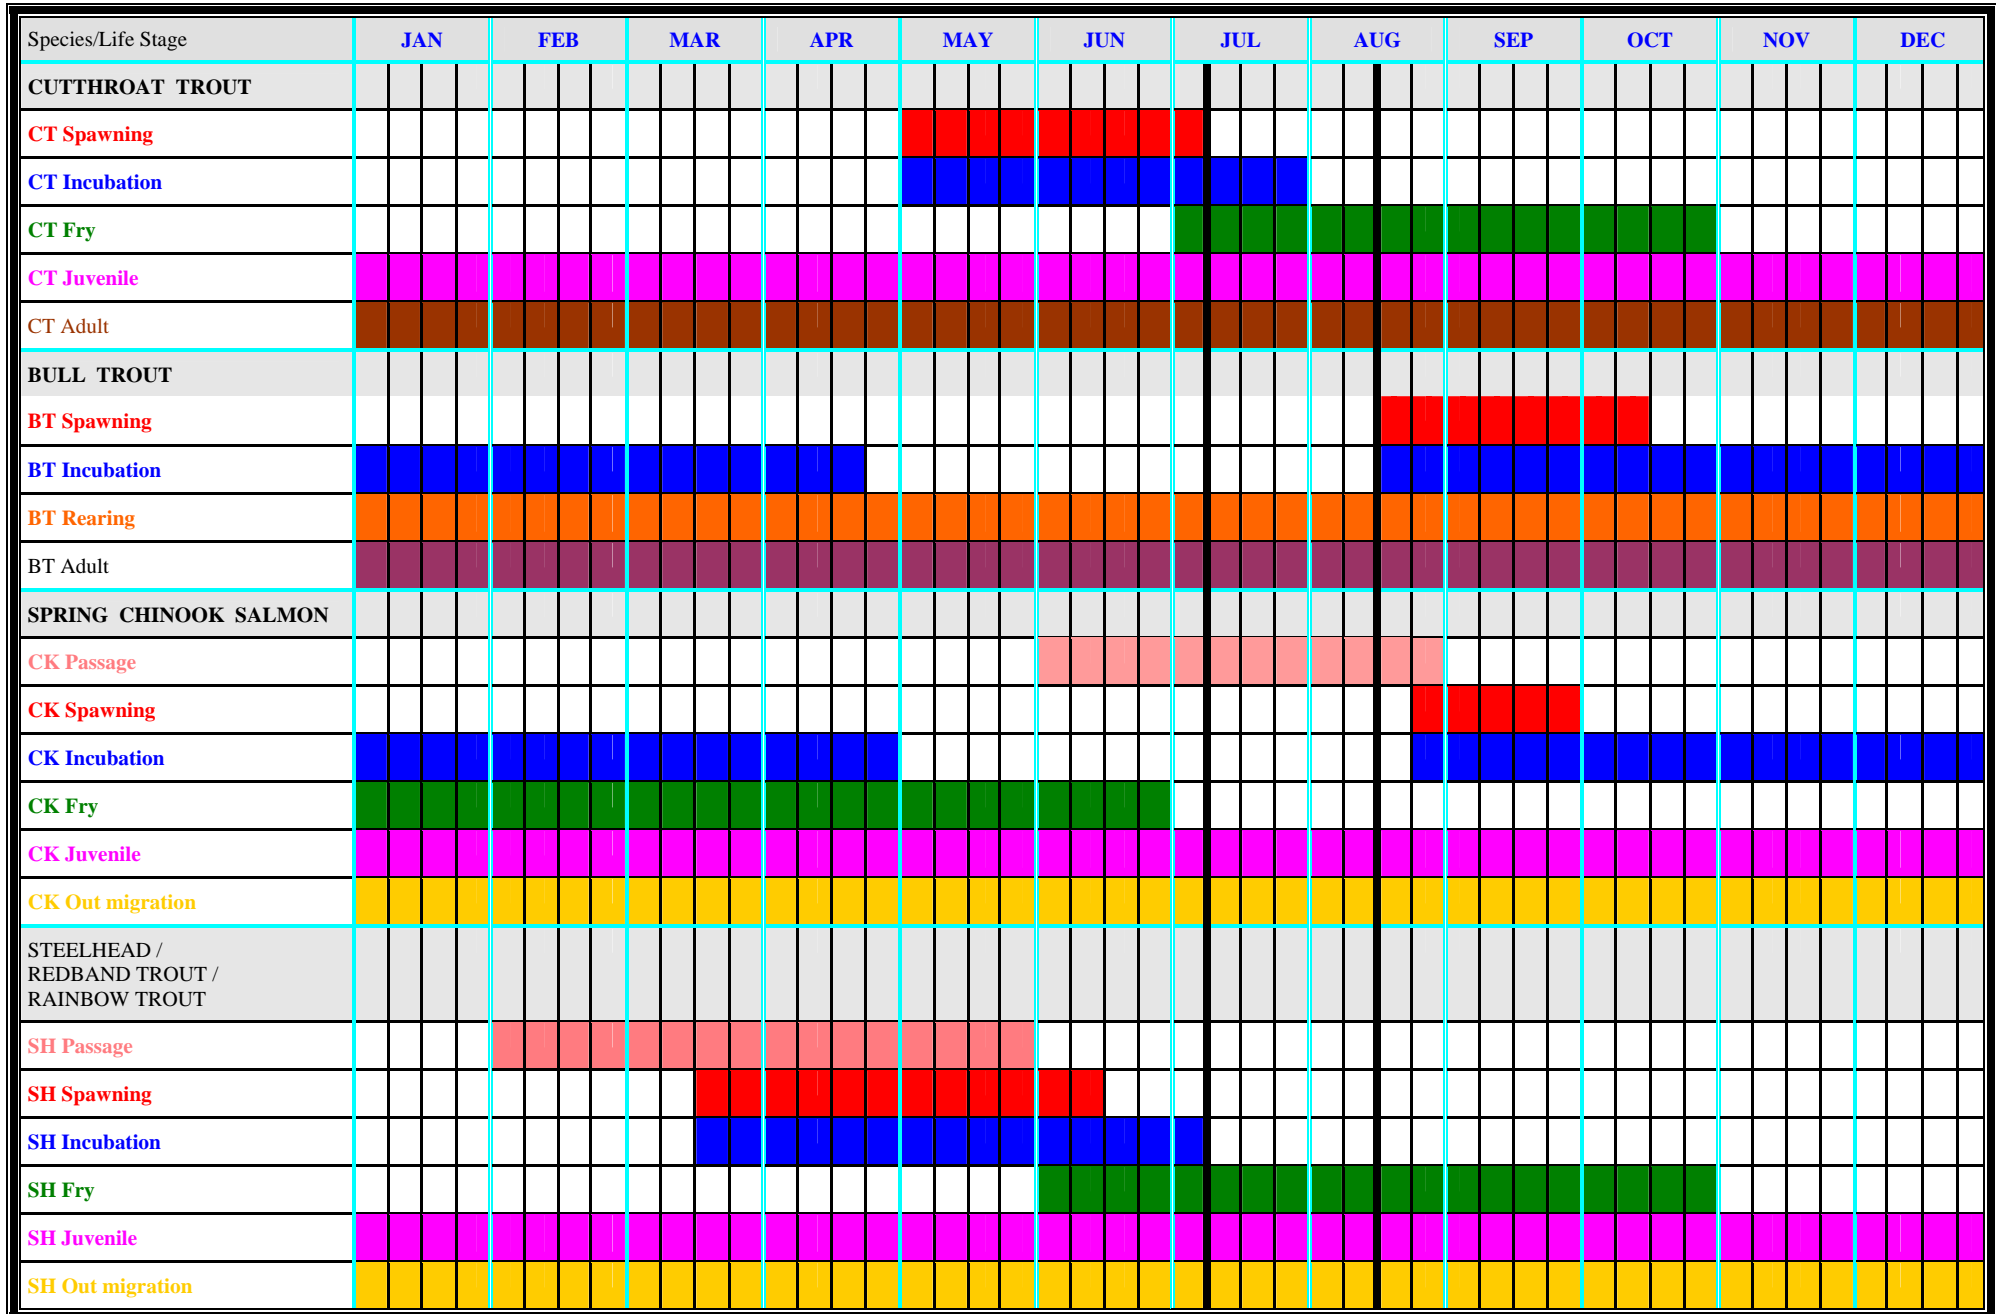 Species/Life Stage JAN FEB MAR APR MAY JUN JUL AUG SEP OCT NOV DEC
CUTTHROAT TROUT
CT Spawning
CT Incubation
CT Fry
CT Juvenile
CT Adult
BULL TROUT
BT Spawning
BT Incubation
BT Rearing
BT Adult
SPRING CHINOOK SALMON
CK Passage
CK Spawning
CK Incubation
CK Fry
CK Juvenile
CK Out migration
STEELHEAD /
REDBAND TROUT /
RAINBOW TROUT
SH Passage
SH Spawning
SH Incubation
SH Fry
SH Juvenile
SH Out migration